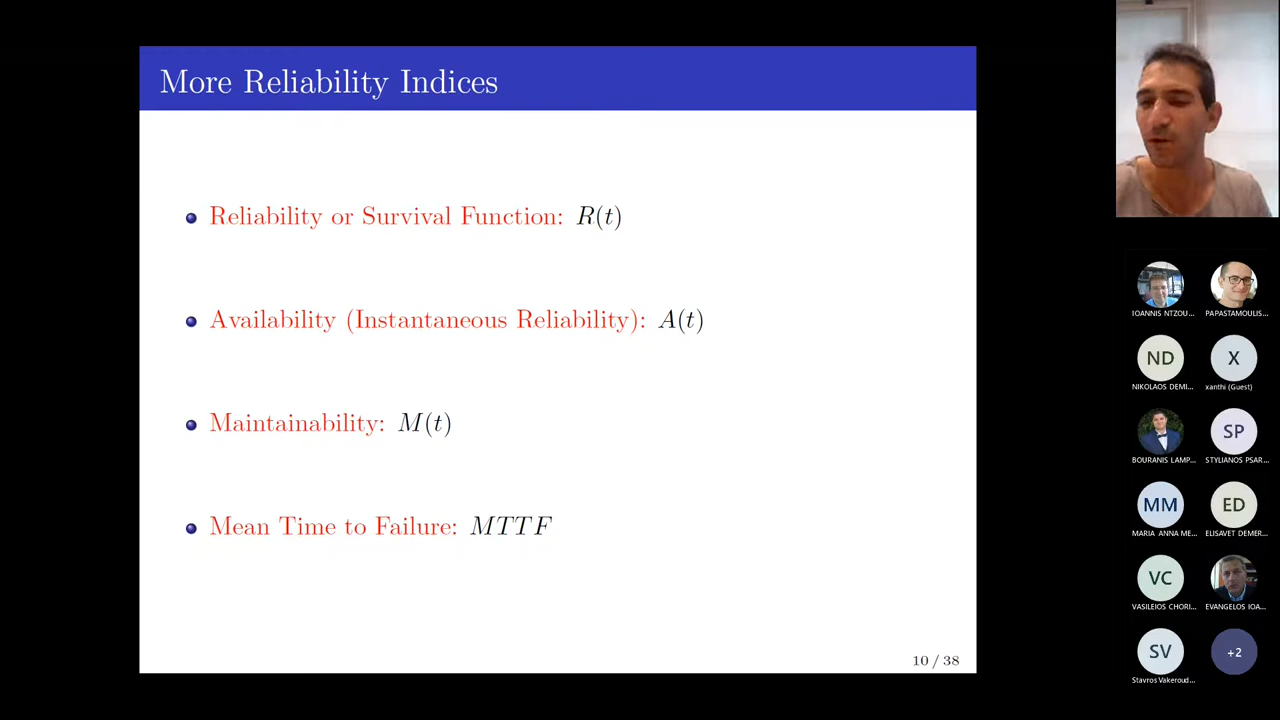 More Reliability Indices
Reliability or Survival Function: R(t)
Availability (Instantaneous Reliability): A(t)
Maintainability: M(t)
Mean Time to Failure: MTTF
10 / 38
IOANNIS NTZOU...
PAPASTAMOULIS...
ND
X
NIKOLAOS DEMI...
xanthi (Guest)
SP
BOURANIS LAMP...
STYLIANOS PSAR...
MM
ED
MARIA ANNA ME...
ELISAVET DEMER...
VC
VASILEIOS CHORI...
EVANGELOS IOA...
SV
+2
Stavros Vakeroud...